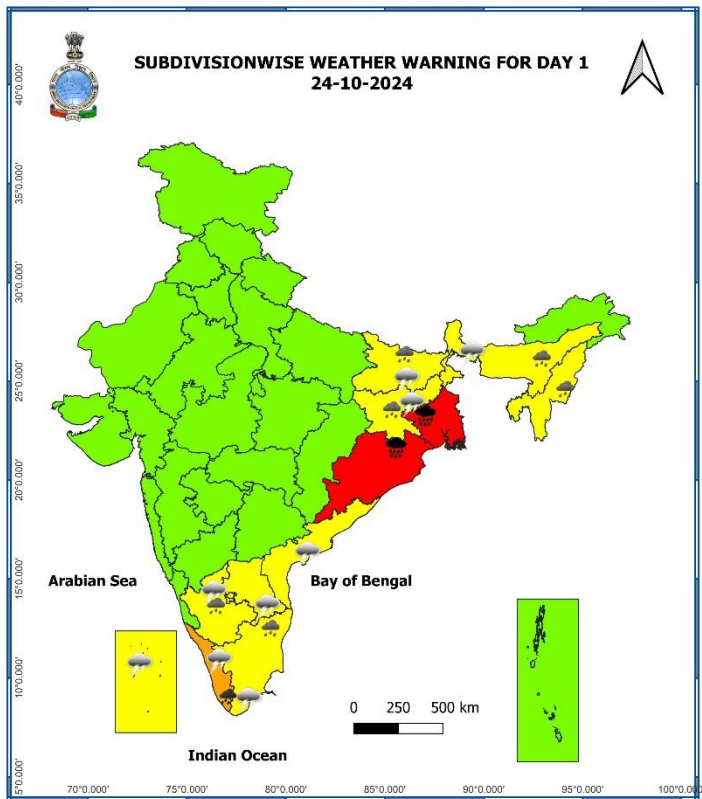 SUBDIVISIONWISE WEATHER WARNING FOR DAY 1
24-10-2024
40°0.000'
35°0.000'
30°0.000'
25°0.000'
20°0.000'
15°0.000'
10°0.000'
5°0.000'
Arabian Sea
Bay of Bengal
0 250 500 km
Indian Ocean
70°0.000' 75°0.000' 80°0.000' 85°0.000' 90°0.000' 95°0.000' 100°0.000'